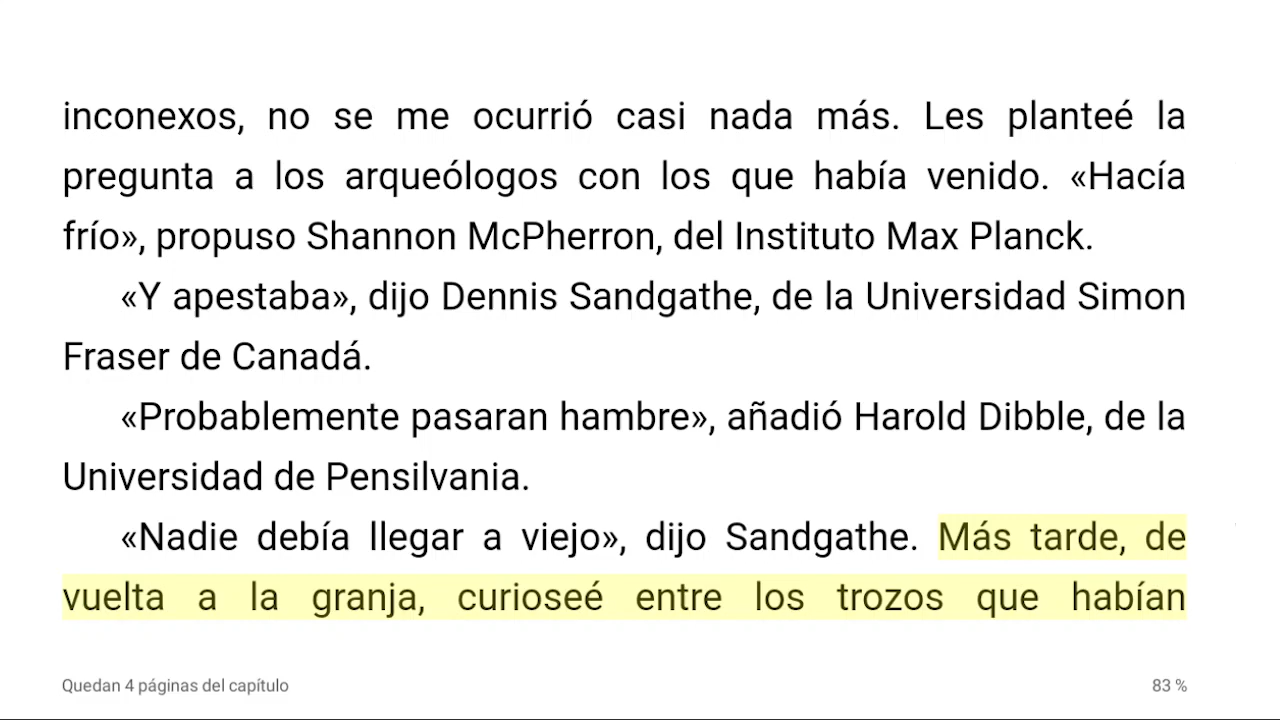 inconexos, no se me ocurrió casi nada más. Les planteé la
pregunta a los arqueólogos con los que había venido. «Hacía
frío», propuso Shannon McPherron, del Instituto Max Planck.
«Y apestaba», dijo Dennis Sandgathe, de la Universidad Simon
Fraser de Canadá.
«Probablemente pasaran hambre», añadió Harold Dibble, de la
Universidad de Pensilvania.
«Nadie debía llegar a viejo», dijo Sandgathe. Más tarde, de
vuelta a la granja, curioseé entre los trozos que habían
Quedan 4 páginas del capítulo
83 %